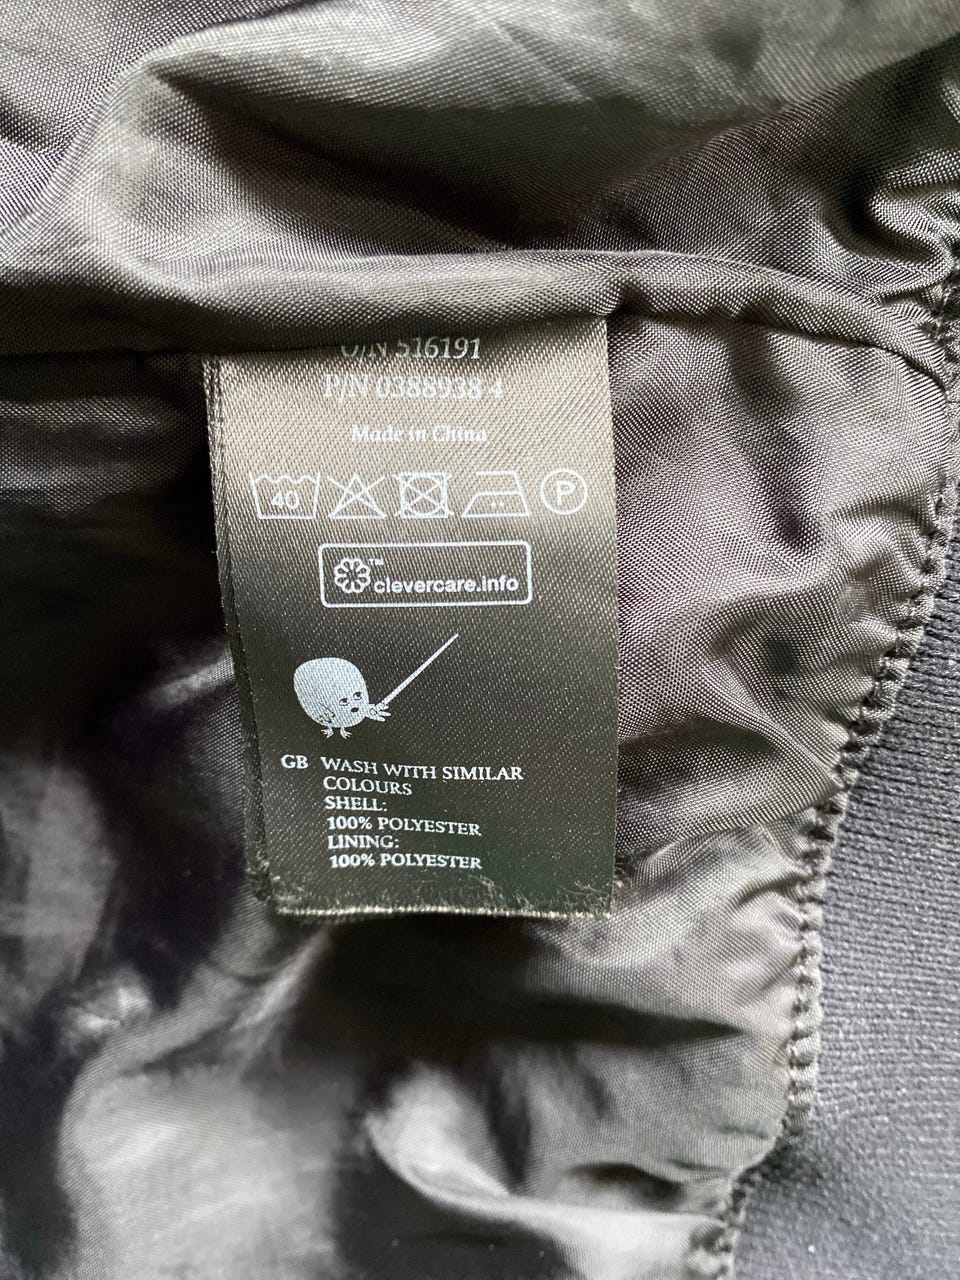 O/N 516191
P/N 0388938 4
Made in China
40 P
clevercare.info™
GB WASH WITH SIMILAR
COLOURS
SHELL:
100% POLYESTER
LINING:
100% POLYESTER